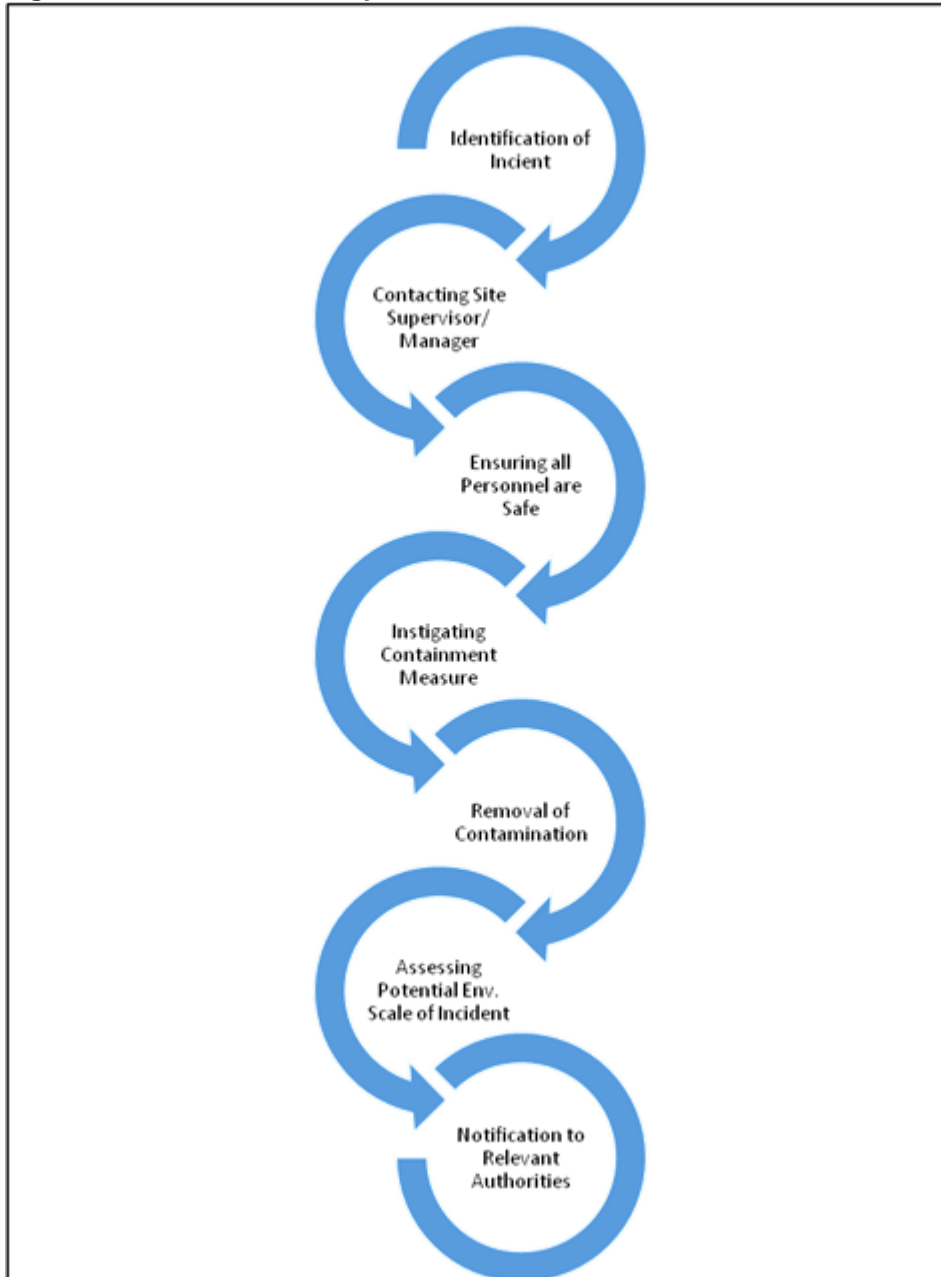 Identification of
Incient
Contacting Site
Supervisor/
Manager
Ensuring all
Personnel are
Safe
Instigating
Containment
Measure
Removal of
Contamination
Assessing
Potential Env.
Scale of Incident
Notification to
Relevant
Authorities